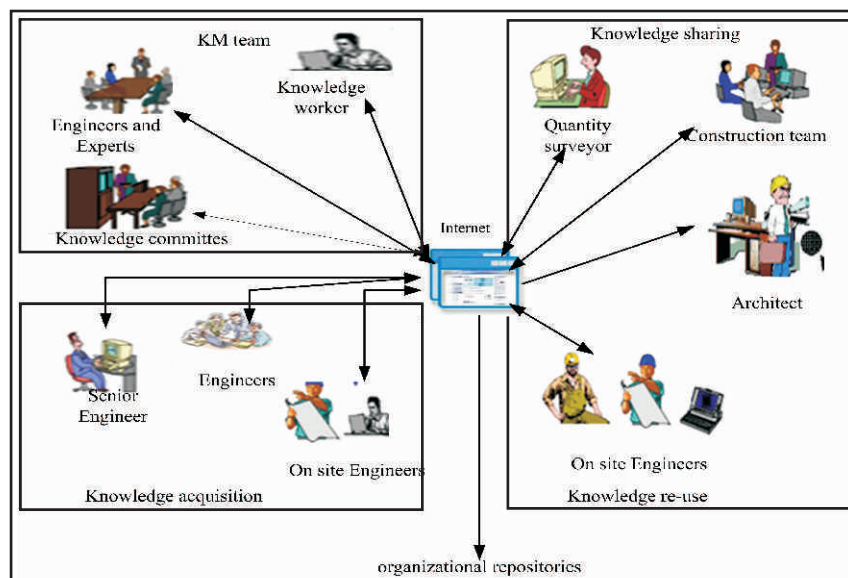 KM team
Knowledge
worker
Engineers and
Experts
Knowledge committes
Knowledge sharing
Quantity
surveyor
Construction team
Internet
Architect
Senior
Engineer
Engineers
On site Engineers
Knowledge acquisition
On site Engineers
Knowledge re-use
organizational repositories